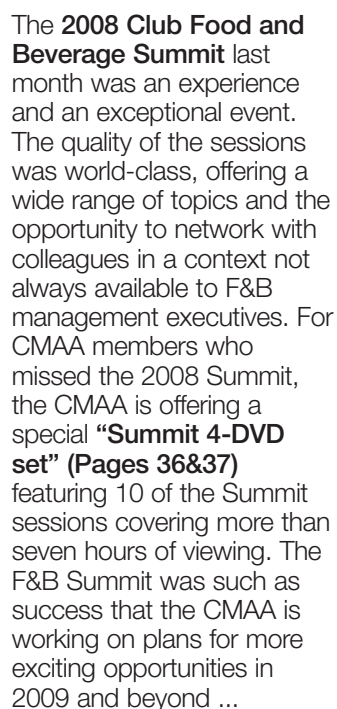 The 2008 Club Food and
Beverage Summit last
month was an experience
and an exceptional event.
The quality of the sessions
was world-class, offering a
wide range of topics and the
opportunity to network with
colleagues in a context not
always available to F&B
management executives. For
CMAA members who
missed the 2008 Summit,
the CMAA is offering a
special “Summit 4-DVD
set” (Pages 36&37)
featuring 10 of the Summit
sessions covering more than
seven hours of viewing. The
F&B Summit was such as
success that the CMAA is
working on plans for more
exciting opportunities in
2009 and beyond ...